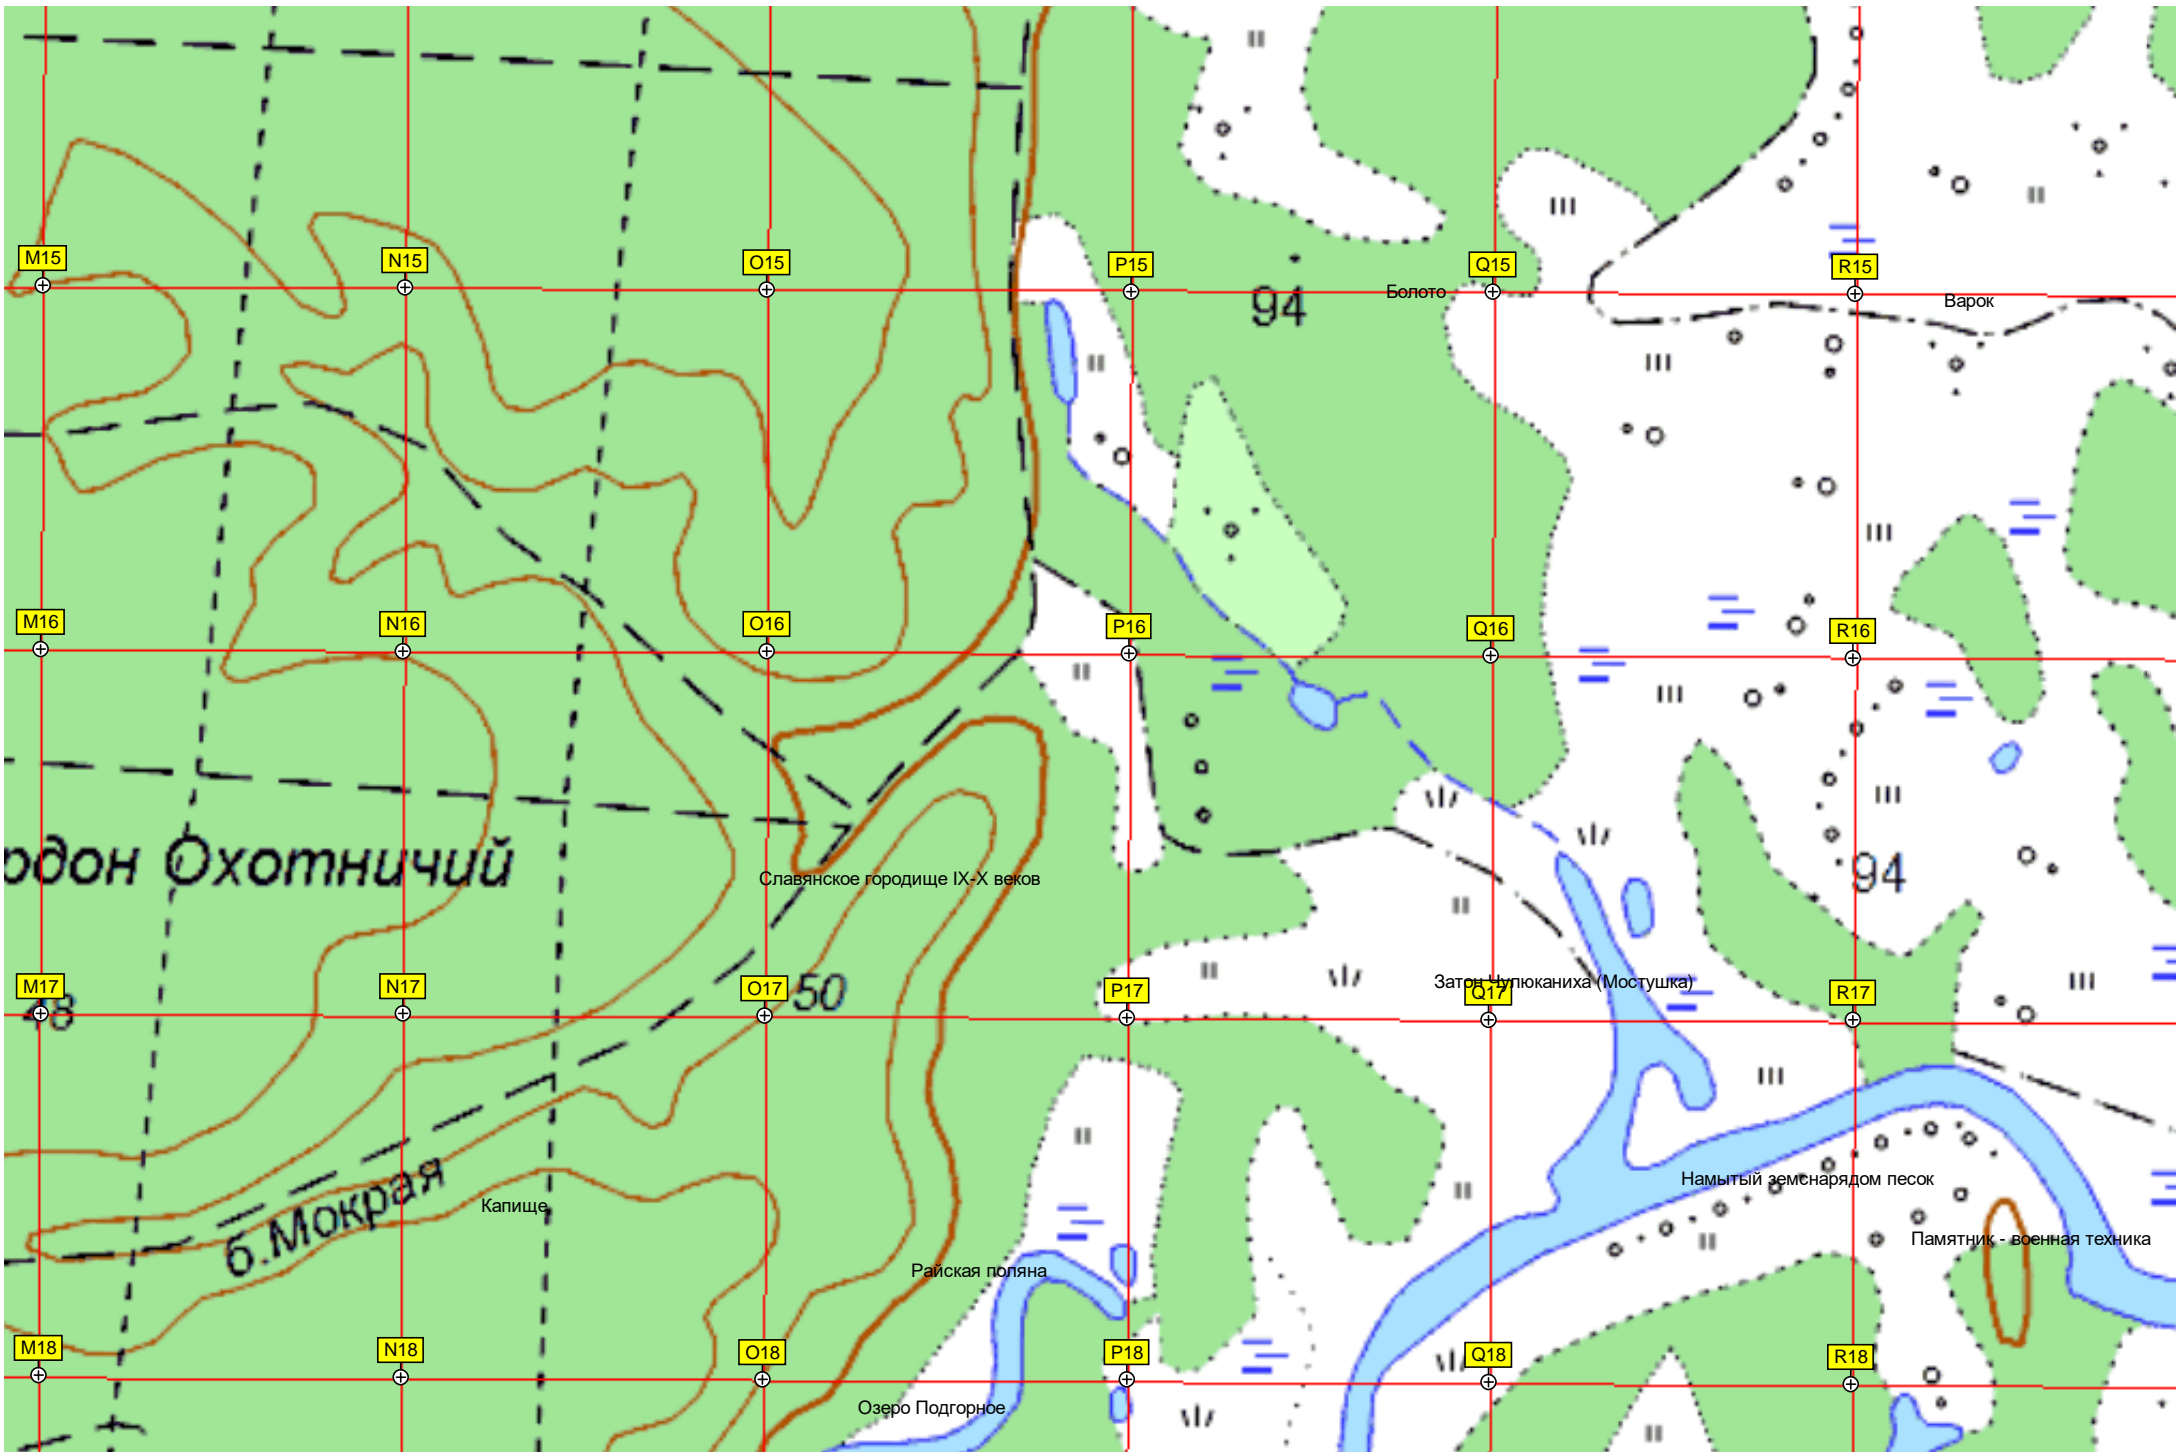 M15
N15
O15
P15
Q15
R15
94
Болото
Варок
M16
N16
O16
P16
Q16
R16
рдон Охотничий
Славянское городище IX-X веков
94
M17
N17
O17
50
P17
Затон Чулюканиха (Мостушка)
Q17
R17
48
б.Мокрая
Капище
Намытый земснарядом песок
Памятник - военная техника
Райская поляна
M18
N18
O18
P18
Q18
R18
Озеро Подгорное